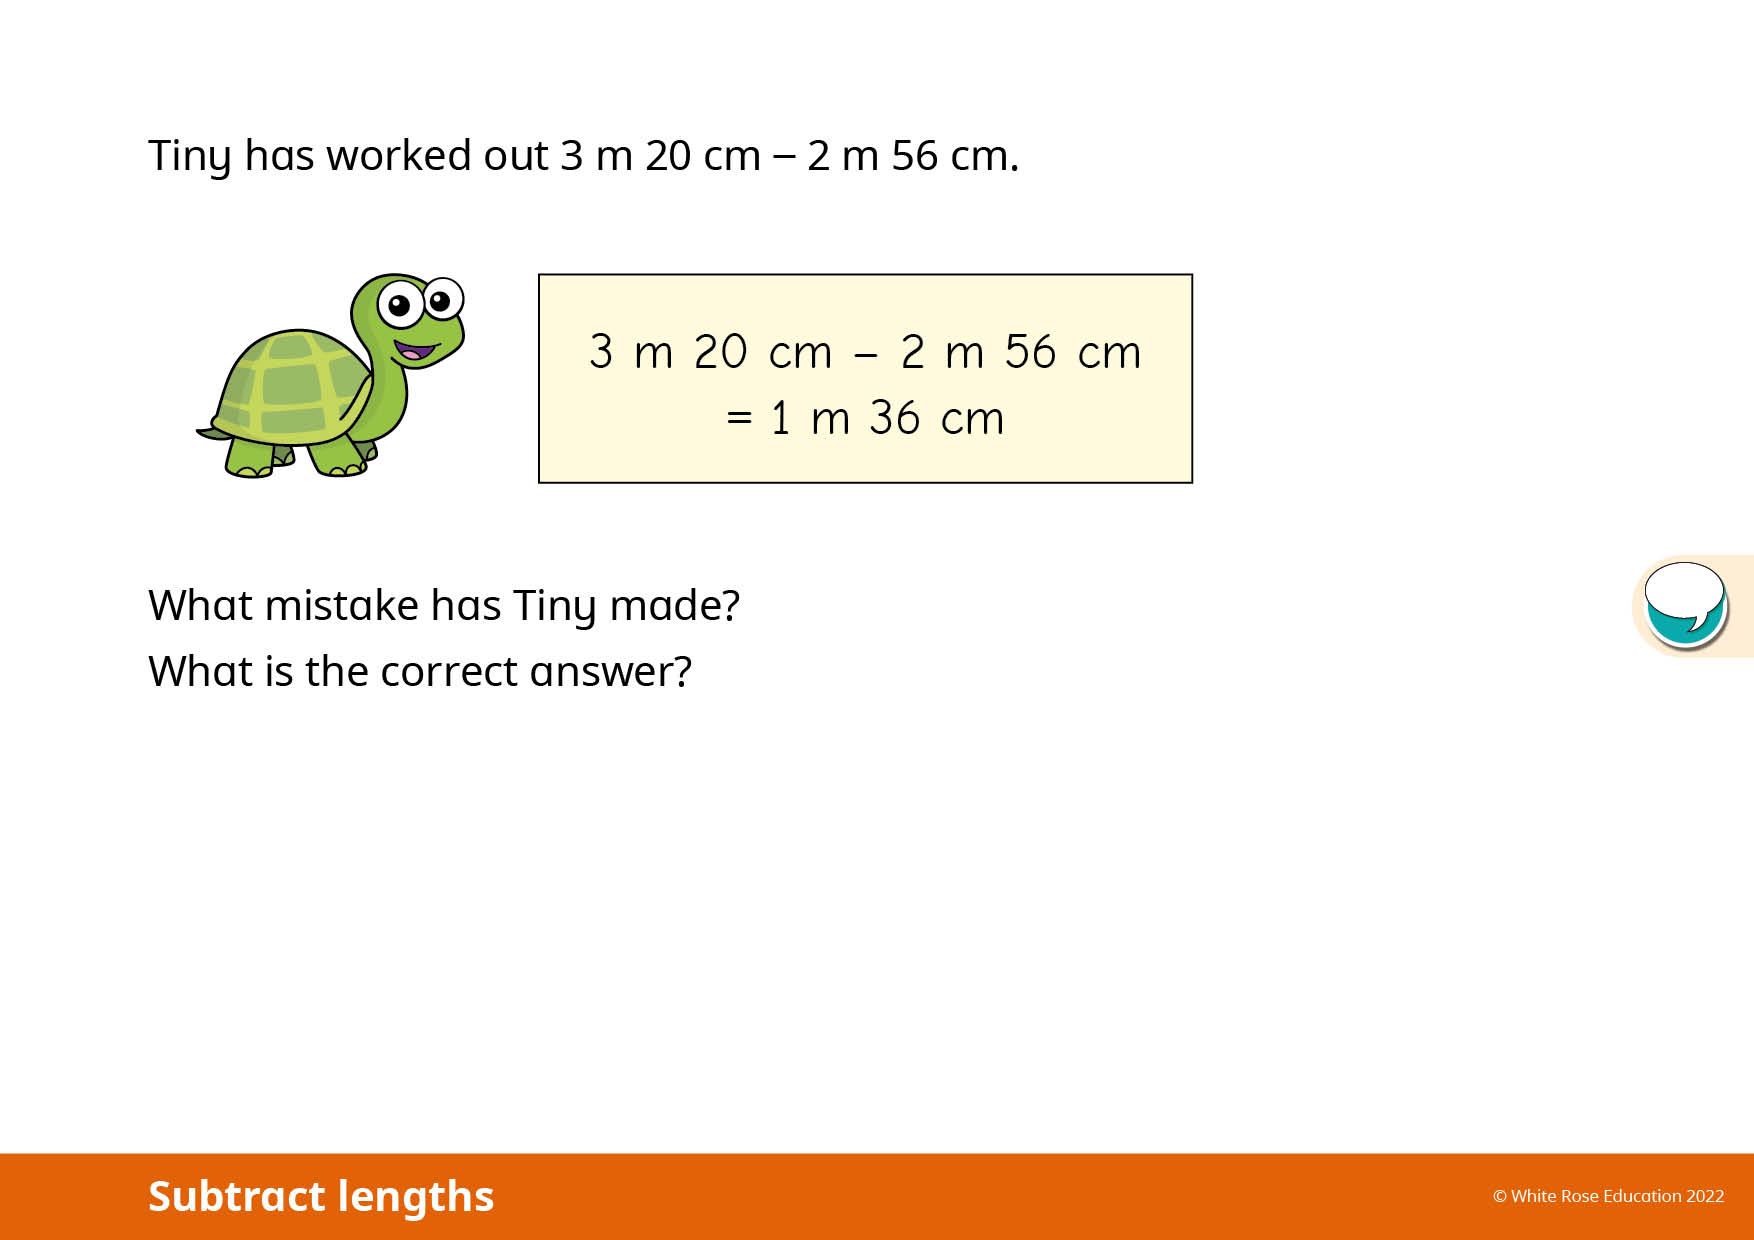 Tiny has worked out 3 m 20 cm – 2 m 56 cm.
3 m 20 cm – 2 m 56 cm
= 1 m 36 cm
What mistake has Tiny made?
What is the correct answer?
Subtract lengths
© White Rose Education 2022